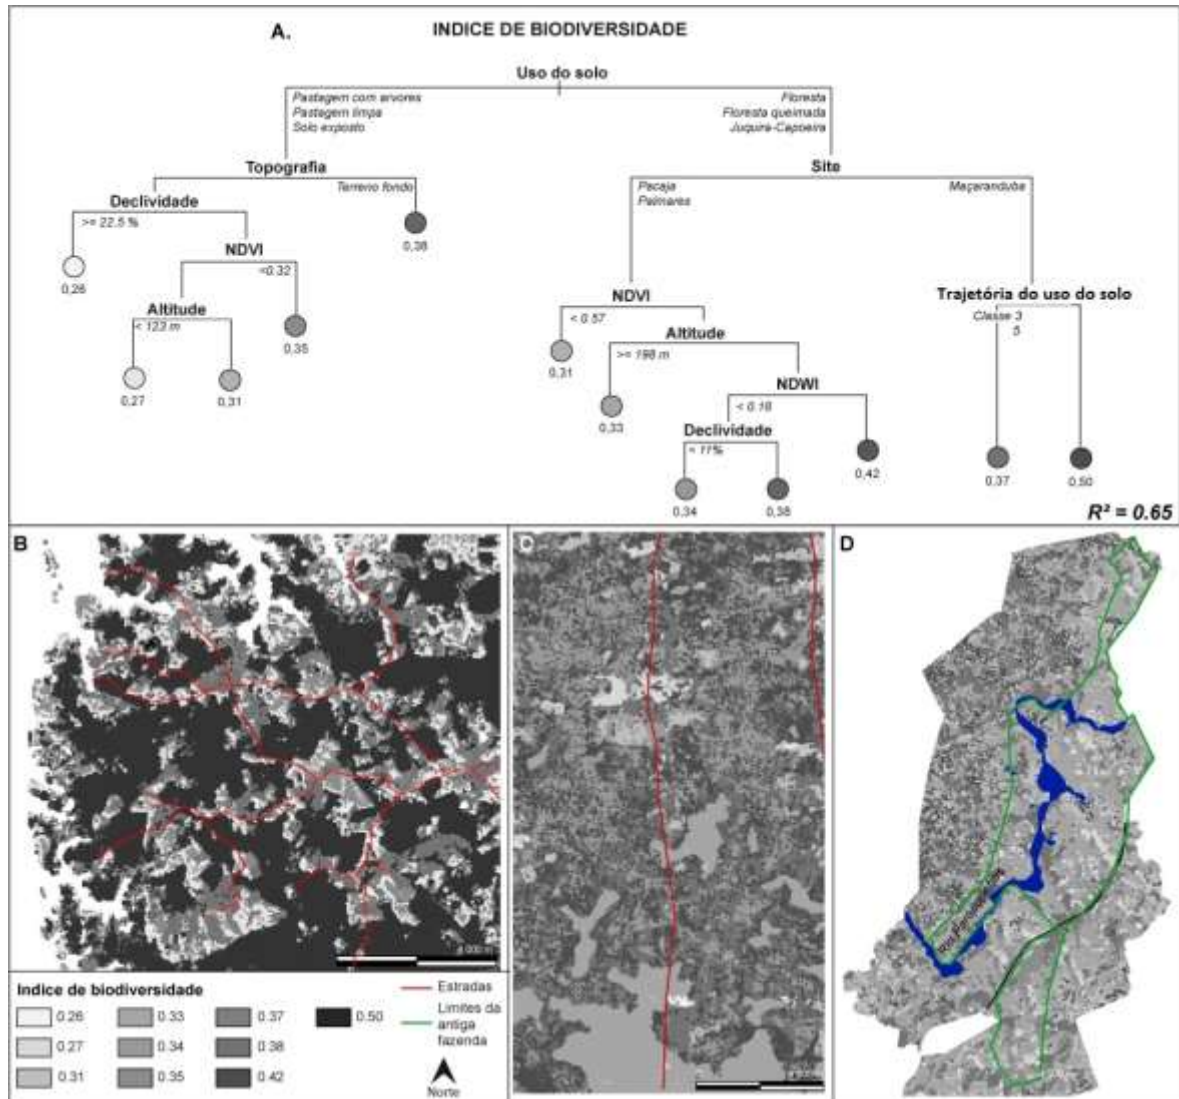 A.
INDICE DE BIODIVERSIDADE
Uso do solo
Pastagem com arvores
Pastagem limpa
Solo exposto
Floresta
Floresta queimada
Juquira-Capoeira
Topografia
Site
Terreno fondo
Declividade
>= 22.5 %
0,38
Pacaja
Palmares
Maçaranduba
NDVI
<0.32
0,26
Altitude
< 123 m
0,35
0,27
0,31
NDVI
< 0.57
Altitude
>= 198 m
0,31
NDWI
< 0.18
0,33
Declividade
< 11%
0,42
0,34
0,38
Trajetória do uso do solo
Classe 3
5
0,37
0,50
R² = 0.65
B
C
D
Indice de biodiversidade
0.26
0.33
0.37
0.50
0.27
0.34
0.38
0.31
0.35
0.42
Estradas
Limites da
antiga
fazenda
Norte